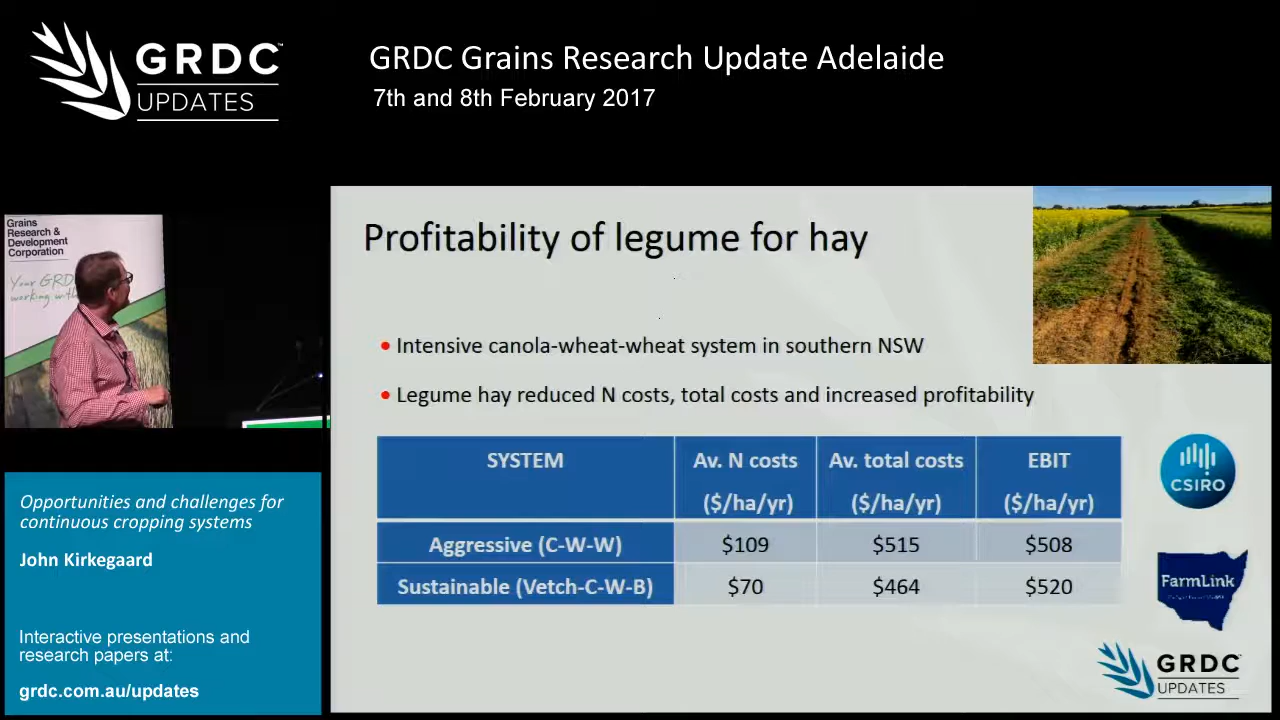 GRDC
UPDATES
GRDC Grains Research Update Adelaide
7th and 8th February 2017
Grains
Research &
Development
Corporation
Your GRD
working with
Profitability of legume for hay
• Intensive canola-wheat-wheat system in southern NSW
• Legume hay reduced N costs, total costs and increased profitability
SYSTEM Av. N costs ($/ha/yr) Av. total costs ($/ha/yr) EBIT ($/ha/yr)
Aggressive (C-W-W) $109 $515 $508
Sustainable (Vetch-C-W-B) $70 $464 $520
CSIRO
FarmLink
GRDC
UPDATES
Opportunities and challenges for
continuous cropping systems
John Kirkegaard
Interactive presentations and
research papers at:
grdc.com.au/updates